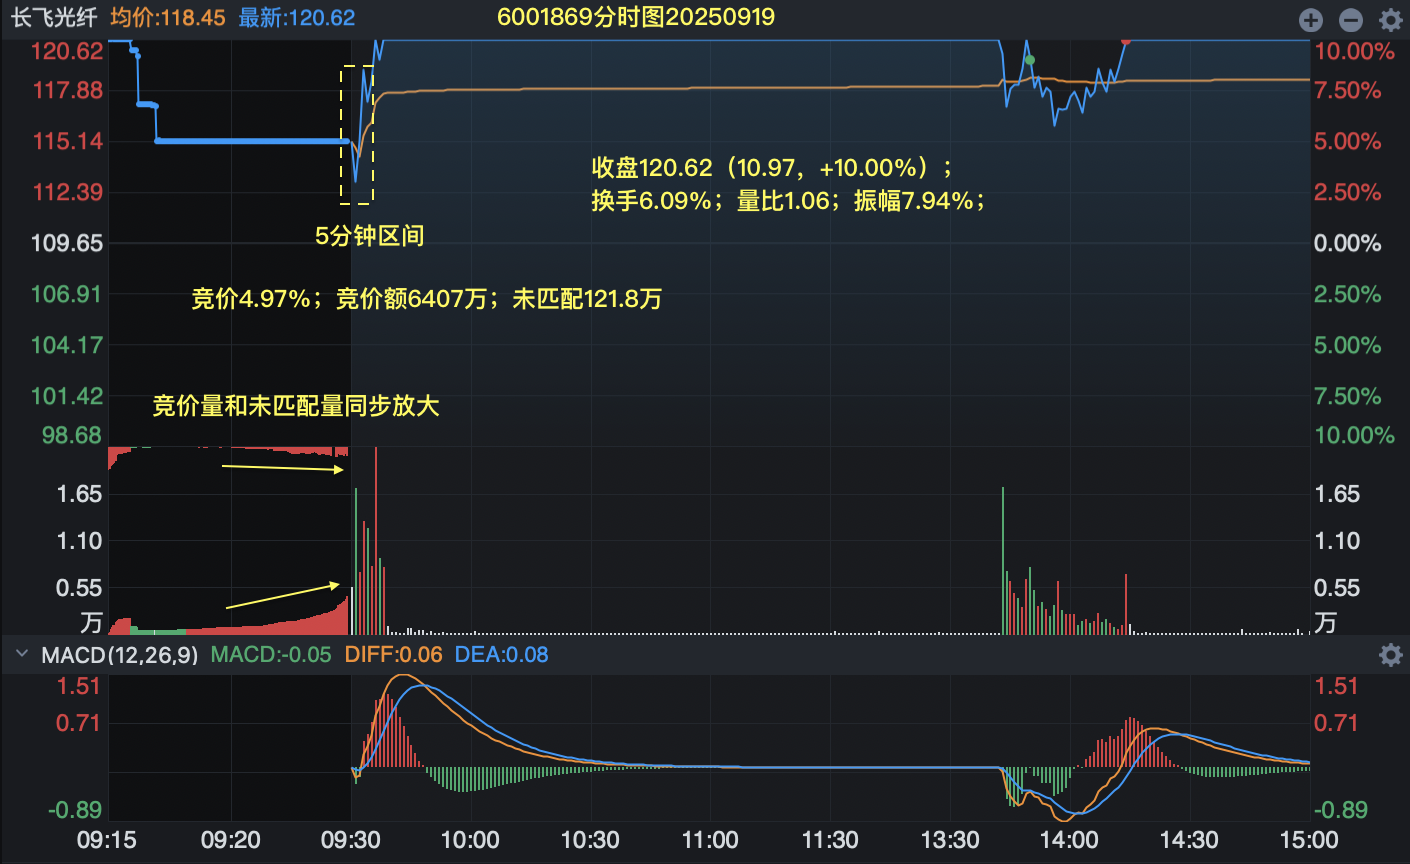 长飞光纤 均价:118.45 最新:120.62 6001869分时图20250919
120.62 10.00%
117.88 7.50%
115.14 5.00%
收盘120.62（10.97，+10.00%）；
112.39 2.50%
换手6.09%；量比1.06；振幅7.94%；
5分钟区间
109.65 0.00%
106.91 2.50%
竞价4.97%；竞价额6407万；未匹配121.8万
104.17 5.00%
101.42 7.50%
竞价量和未匹配量同步放大
98.68 10.00%
1.65 1.65
1.10 1.10
0.55 0.55
万 万
MACD(12,26,9) MACD:-0.05 DIFF:0.06 DEA:0.08
1.51 1.51
0.71 0.71
-0.89 -0.89
09:15 09:20 09:30 10:00 10:30 11:00 11:30 13:30 14:00 14:30 15:00